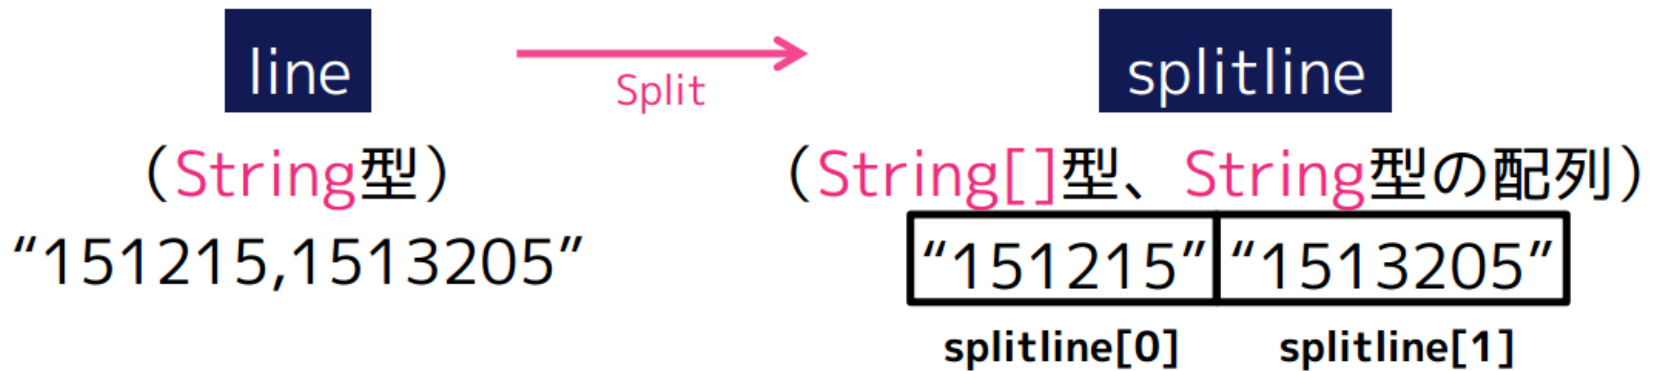 line
Split
splitline
（String型）
（String[]型、String型の配列）
“151215,1513205”
“151215” “1513205”
splitline[0] splitline[1]